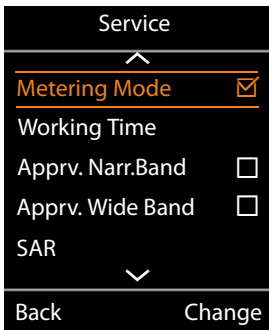 Service
Metering Mode
Working Time
Apprv. Narr.Band
Apprv. Wide Band
SAR
Back Change